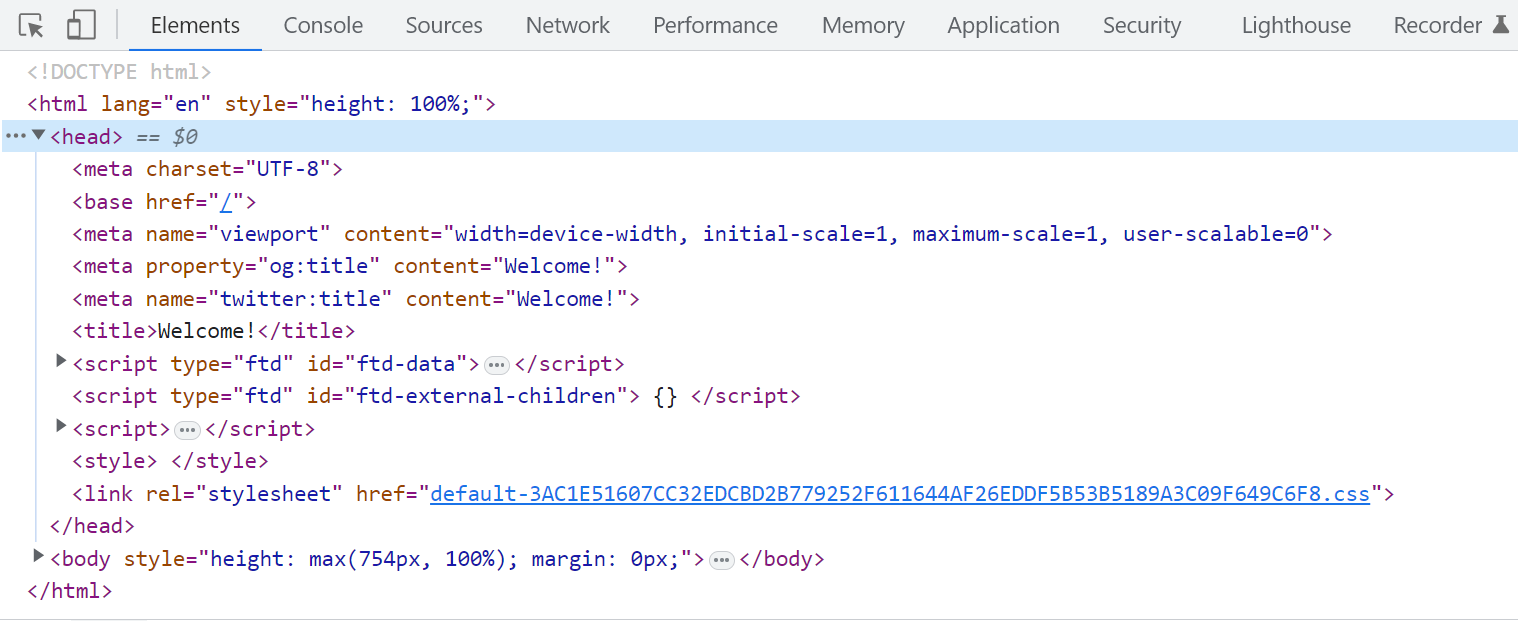 Elements Console Sources Network Performance Memory Application Security Lighthouse Recorder
<!DOCTYPE html>
<html lang="en" style="height: 100%;">
••• ▼ <head> == $0
<meta charset="UTF-8">
<base href="/">
<meta name="viewport" content="width=device-width, initial-scale=1, maximum-scale=1, user-scalable=0">
<meta property="og:title" content="Welcome!">
<meta name="twitter:title" content="Welcome!">
<title>Welcome!</title>
▶ <script type="ftd" id="ftd-data"> ••• </script>
<script type="ftd" id="ftd-external-children"> {} </script>
▶ <script> ••• </script>
<style> </style>
<link rel="stylesheet" href="default-3AC1E51607CC32EDCBD2B779252F611644AF26EDDF5B53B5189A3C09F649C6F8.css">
</head>
▶ <body style="height: max(754px, 100%); margin: 0px;"> ••• </body>
</html>